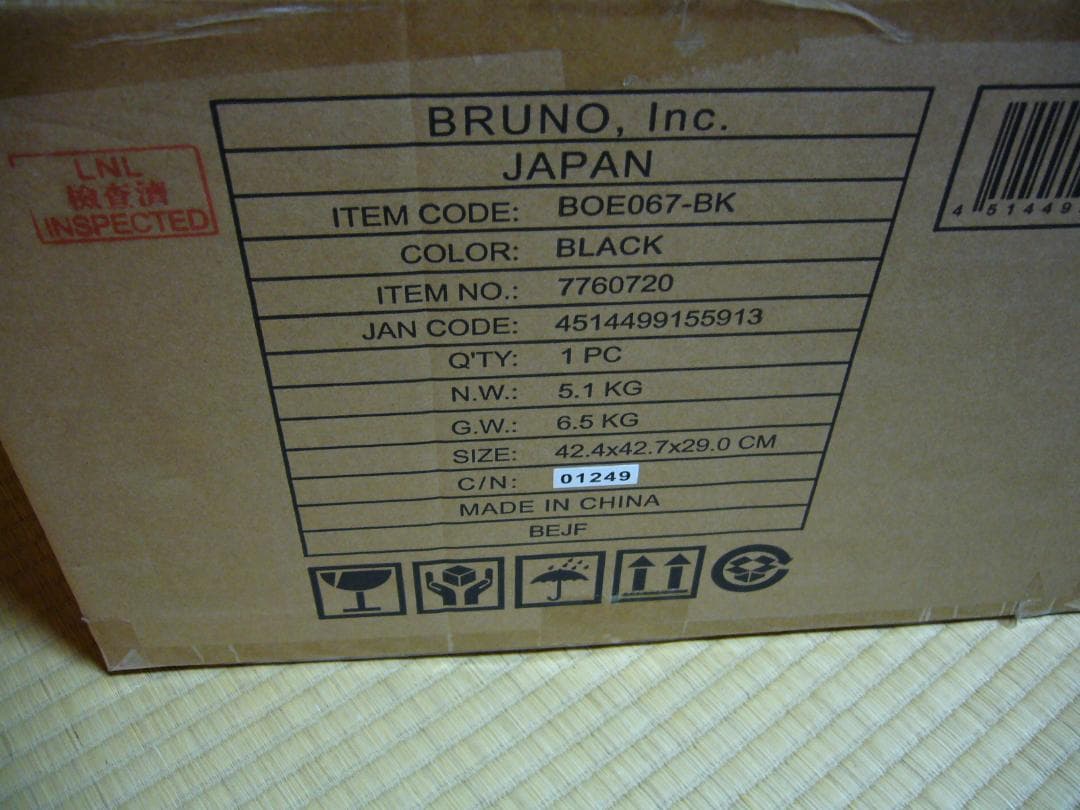 BRUNO, Inc.
JAPAN
ITEM CODE: BOE067-BK
COLOR: BLACK
ITEM NO.: 7760720
JAN CODE: 4514499155913
Q'TY: 1 PC
N.W.: 5.1 KG
G.W.: 6.5 KG
SIZE: 42.4x42.7x29.0 CM
C/N: 01249
MADE IN CHINA
BEJF
LNL
検査済
INSPECTED
4 514499